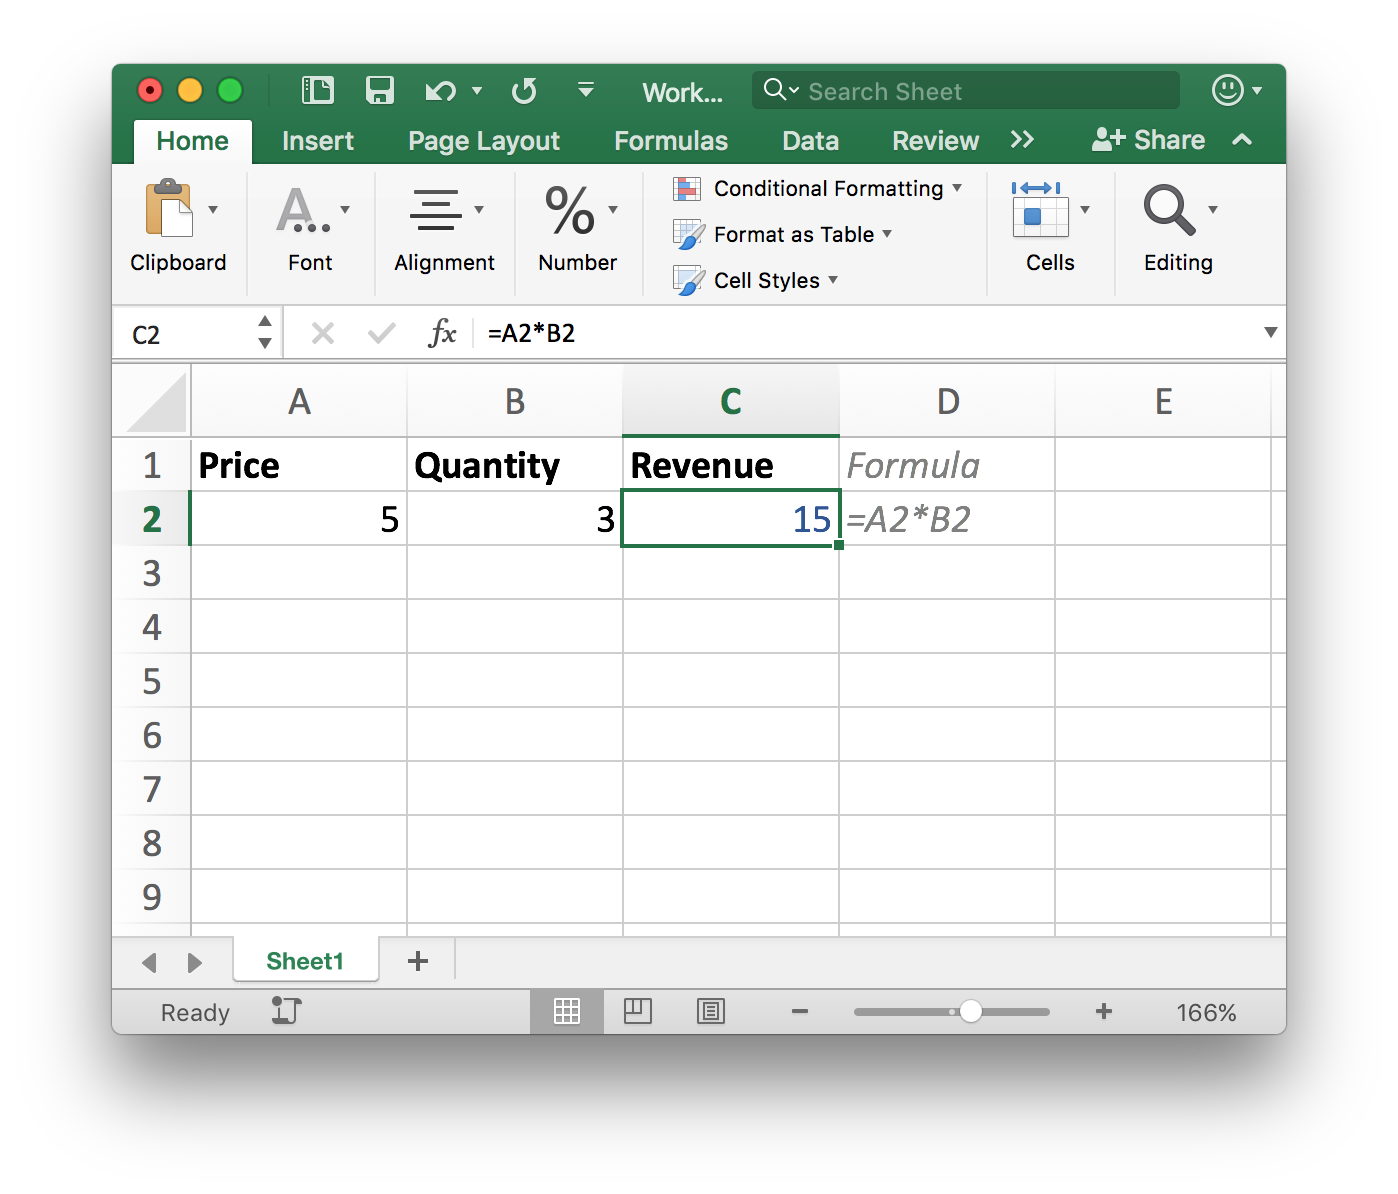 Work... Search Sheet
Home Insert Page Layout Formulas Data Review >> Share
Clipboard A... Font Alignment % Number Conditional Formatting Format as Table Cell Styles Cells Editing
C2 fx =A2*B2
A B C D E
1 Price Quantity Revenue Formula
2 5 3 15 =A2*B2
3
4
5
6
7
8
9
Sheet1 +
Ready − + 166%